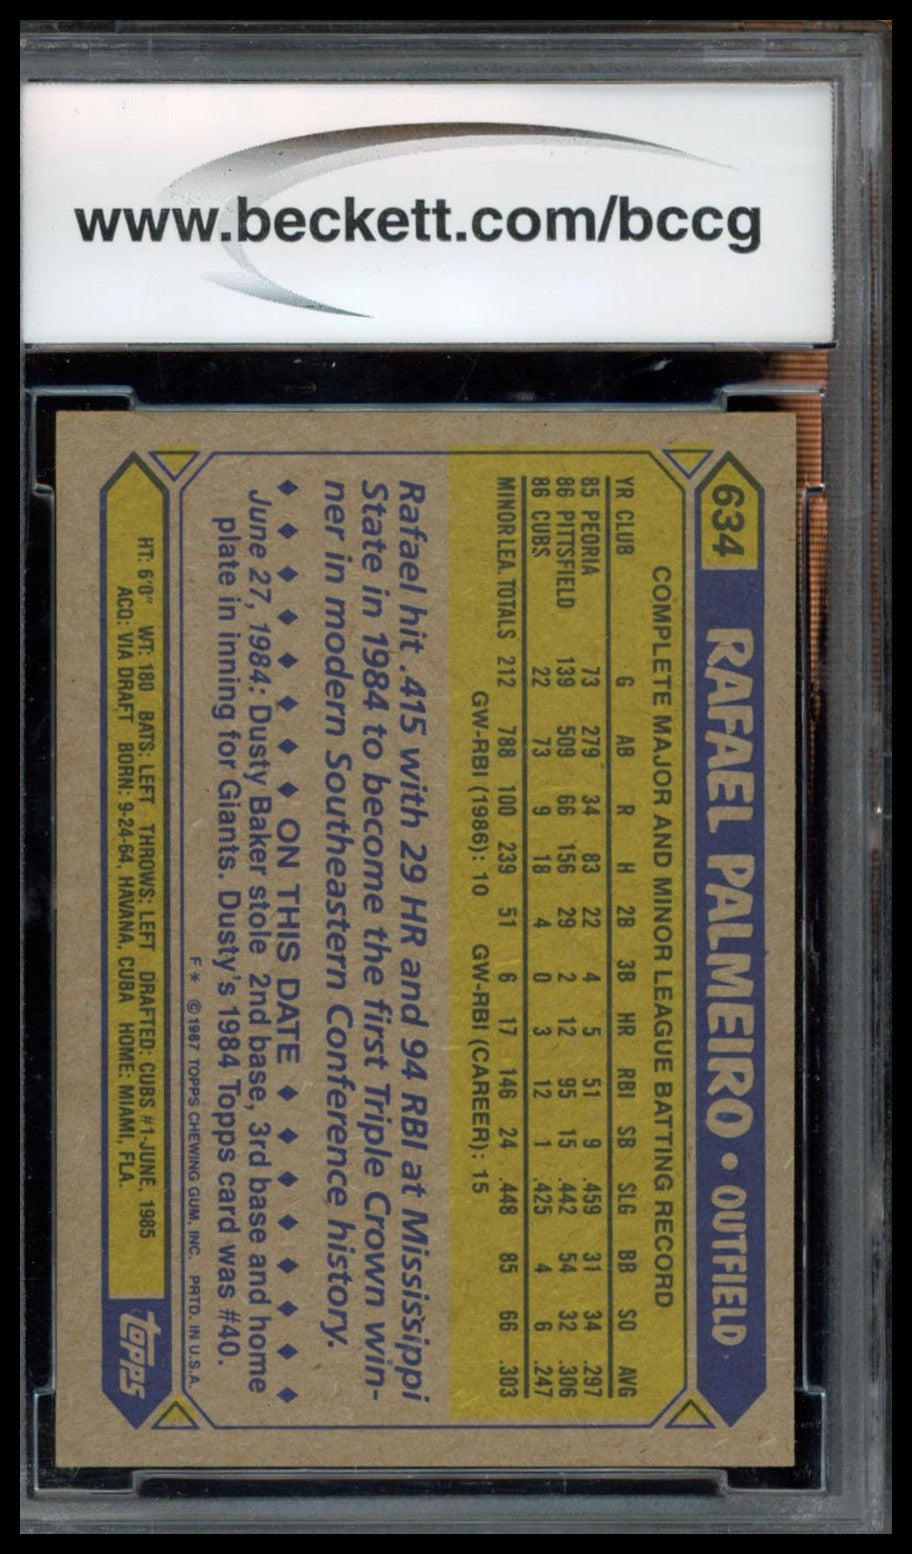 www.beckett.com/bccg
634 RAFAEL PALMEIRO • OUTFIELD
COMPLETE MAJOR AND MINOR LEAGUE BATTING RECORD
YR CLUB G AB R H 2B 3B HR RBI SB SLG BB SO AVG
85 PEORIA 73 279 34 83 22 4 5 51 9 .459 31 34 .297
86 PITTSFIELD 139 509 66 156 29 2 12 95 15 .442 54 32 .306
86 CUBS 22 73 9 18 4 0 3 12 1 .425 4 6 .247
MINOR LEA. TOTALS 212 788 100 239 51 6 17 146 24 .448 85 66 .303
GW-RBI (1986): 10 GW-RBI (CAREER): 15
Rafael hit .415 with 29 HR and 94 RBI at Mississippi
State in 1984 to become the first Triple Crown win-
ner in modern Southeastern Conference history.
◆ ◆ ◆ ◆ ◆ ◆ ◆ ON THIS DATE ◆ ◆ ◆ ◆ ◆ ◆ ◆ ◆
June 27, 1984: Dusty Baker stole 2nd base, 3rd base and home
plate in inning for Giants. Dusty's 1984 Topps card was #40.
F* ©1987 TOPPS CHEWING GUM, INC. PRTD. IN U.S.A.
HT: 6'0" WT: 180 BATS: LEFT THROWS: LEFT DRAFTED: CUBS #1-JUNE, 1985
ACQ: VIA DRAFT BORN: 9-24-64, HAVANA, CUBA HOME: MIAMI, FLA.
topps